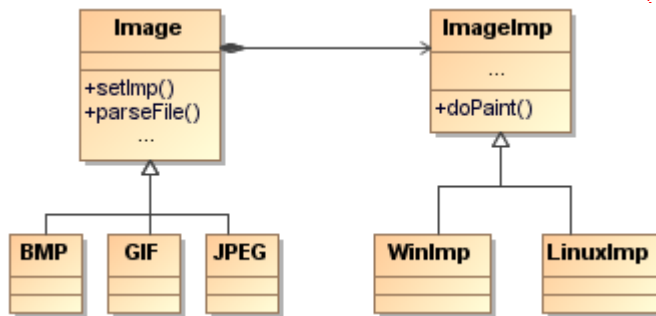 Image
+setImp()
+parseFile()
...
ImageImp
...
+doPaint()
BMP
GIF
JPEG
WinImp
LinuxImp